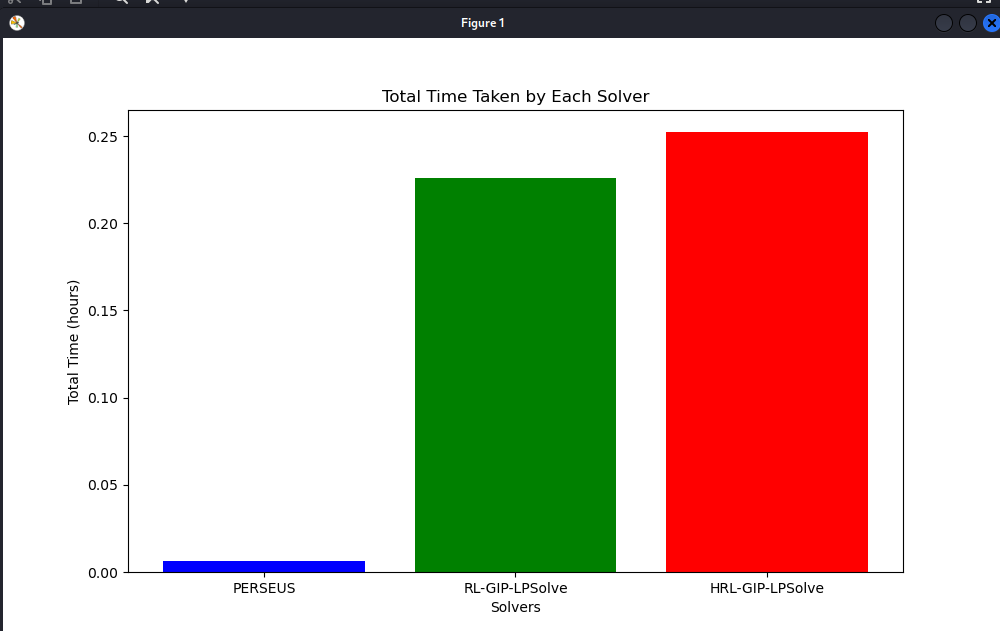 Figure 1
Total Time Taken by Each Solver
0.25
0.20
0.15
0.10
0.05
0.00
Total Time (hours)
PERSEUS RL-GIP-LPSolve HRL-GIP-LPSolve
Solvers